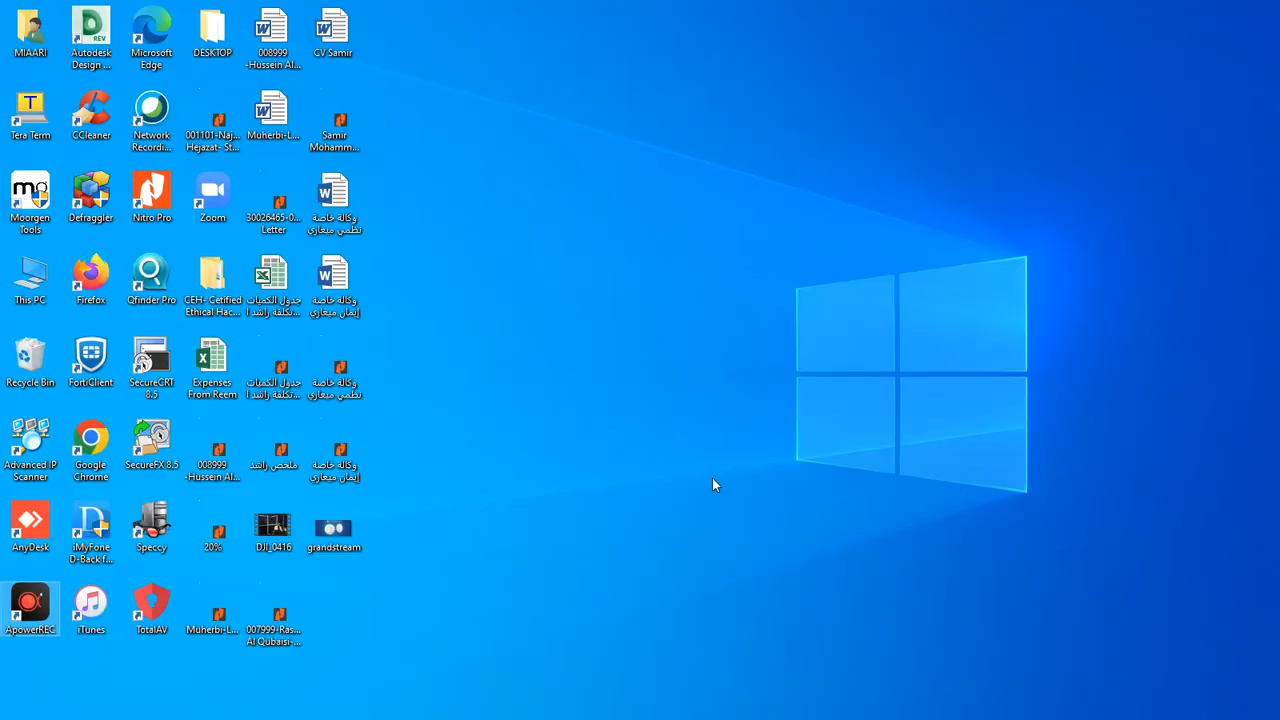 MIAARI
Autodesk
Design ...
Microsoft
Edge
DESKTOP
008999
-Hussein Al...
CV Samir
Tera Term
CCleaner
Network
Recordi...
001101-Naj...
Hejazat- St...
Muherbi-L...
Samir
Mohamm...
Moorgen
Tools
Defraggler
Nitro Pro
Zoom
30026465-0...
Letter
وكالة خاصة
نظمي ميعاري
This PC
Firefox
Qfinder Pro
CEH- Cetified
Ethical Hac...
جدول الكميات
تكلفة راشد ا...
وكالة خاصة
إيمان ميعاري
Recycle Bin
FortiClient
SecureCRT
8.5
Expenses
From Reem
جدول الكميات
تكلفة راشد ا...
وكالة خاصة
نظمي ميعاري
Advanced IP
Scanner
Google
Chrome
SecureFX 8.5
008999
-Hussein Al...
ملخص راشد
وكالة خاصة
إيمان ميعاري
AnyDesk
iMyFone
D-Back f...
Speccy
20%
DJI_0416
grandstream
ApowerREC
iTunes
TotalAV
Muherbi-L...
007999-Ras...
Al Qubaisi-...